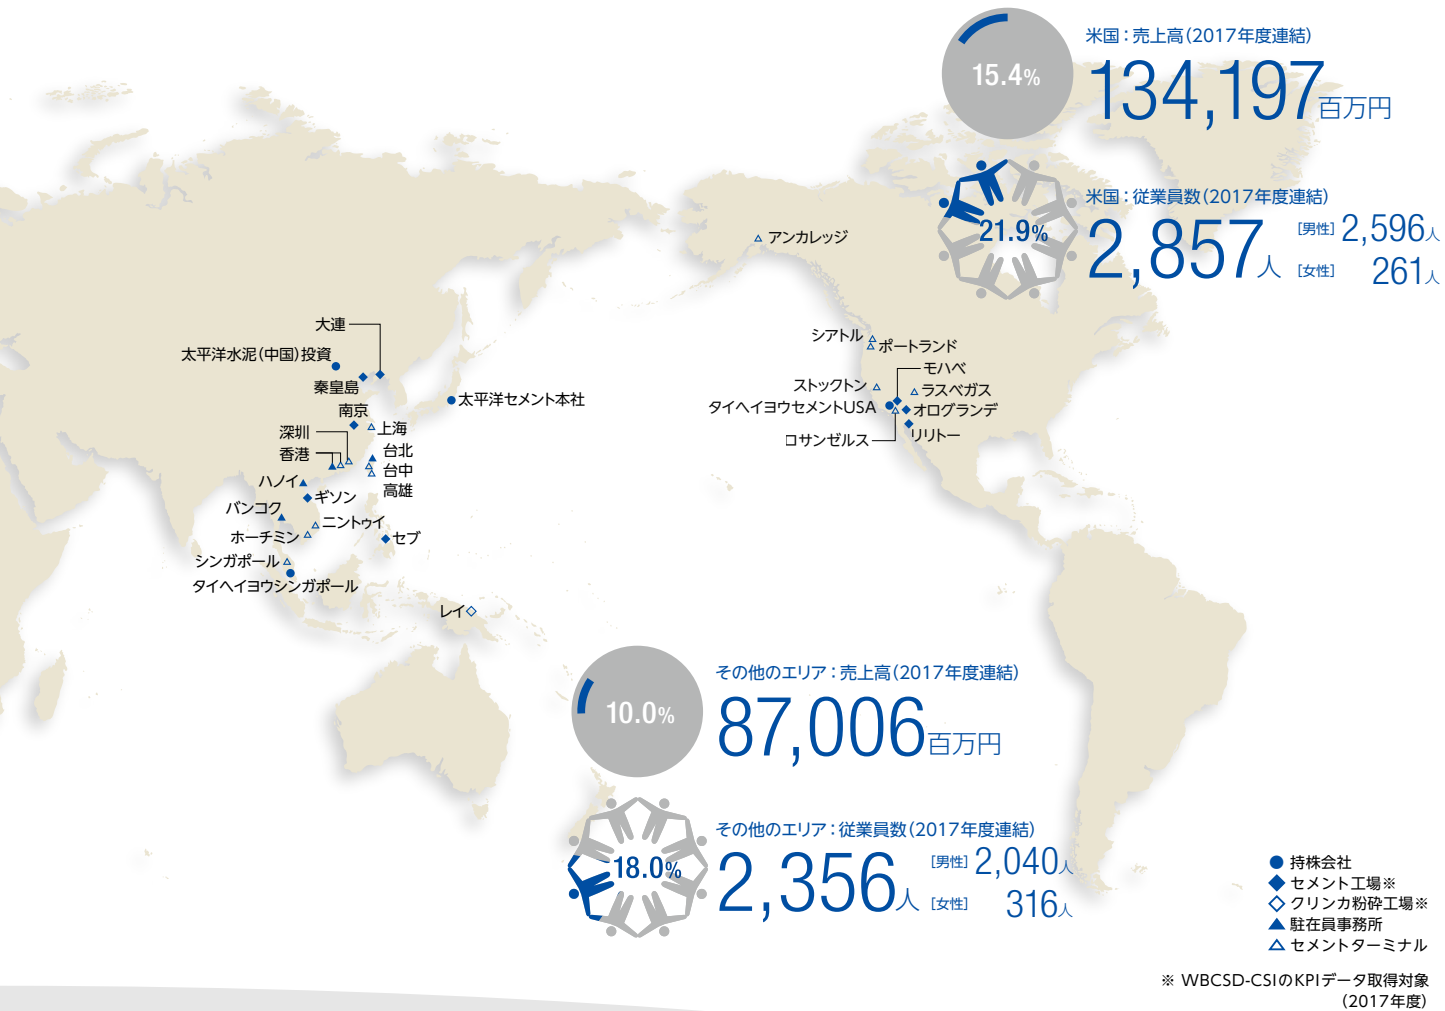 15.4%
米国：売上高（2017年度連結）
134,197百万円
21.9%
米国：従業員数（2017年度連結）
2,857人
［男性］2,596人
［女性］261人
アンカレッジ
シアトル
ポートランド
モハベ
ストックトン
ラスベガス
タイヘイヨウセメントUSA
オログランデ
ロサンゼルス
リリトー
大連
太平洋水泥（中国）投資
秦皇島
太平洋セメント本社
南京
上海
深圳
香港
台北
台中
高雄
ハノイ
ギソン
バンコク
ニントゥイ
ホーチミン
セブ
シンガポール
タイヘイヨウシンガポール
レイ
10.0%
その他のエリア：売上高（2017年度連結）
87,006百万円
18.0%
その他のエリア：従業員数（2017年度連結）
2,356人
［男性］2,040人
［女性］316人
持株会社
セメント工場※
クリンカ粉砕工場※
駐在員事務所
セメントターミナル
※ WBCSD-CSIのKPIデータ取得対象
（2017年度）